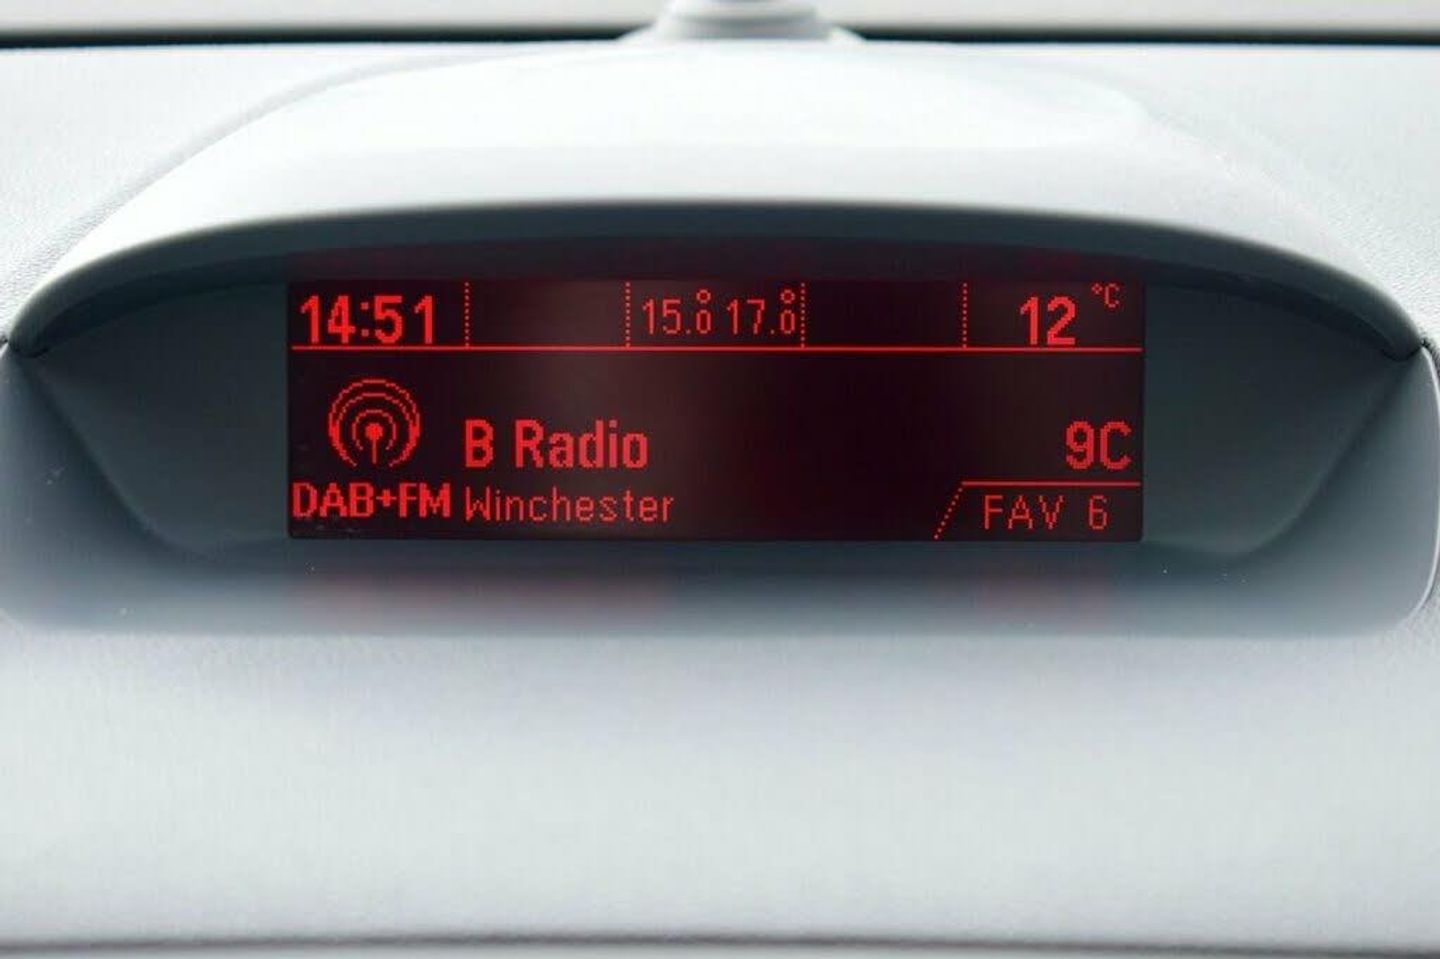 14:51 15.0° 17.0° 12 °C
B Radio 9C
DAB+FM Winchester FAV 6